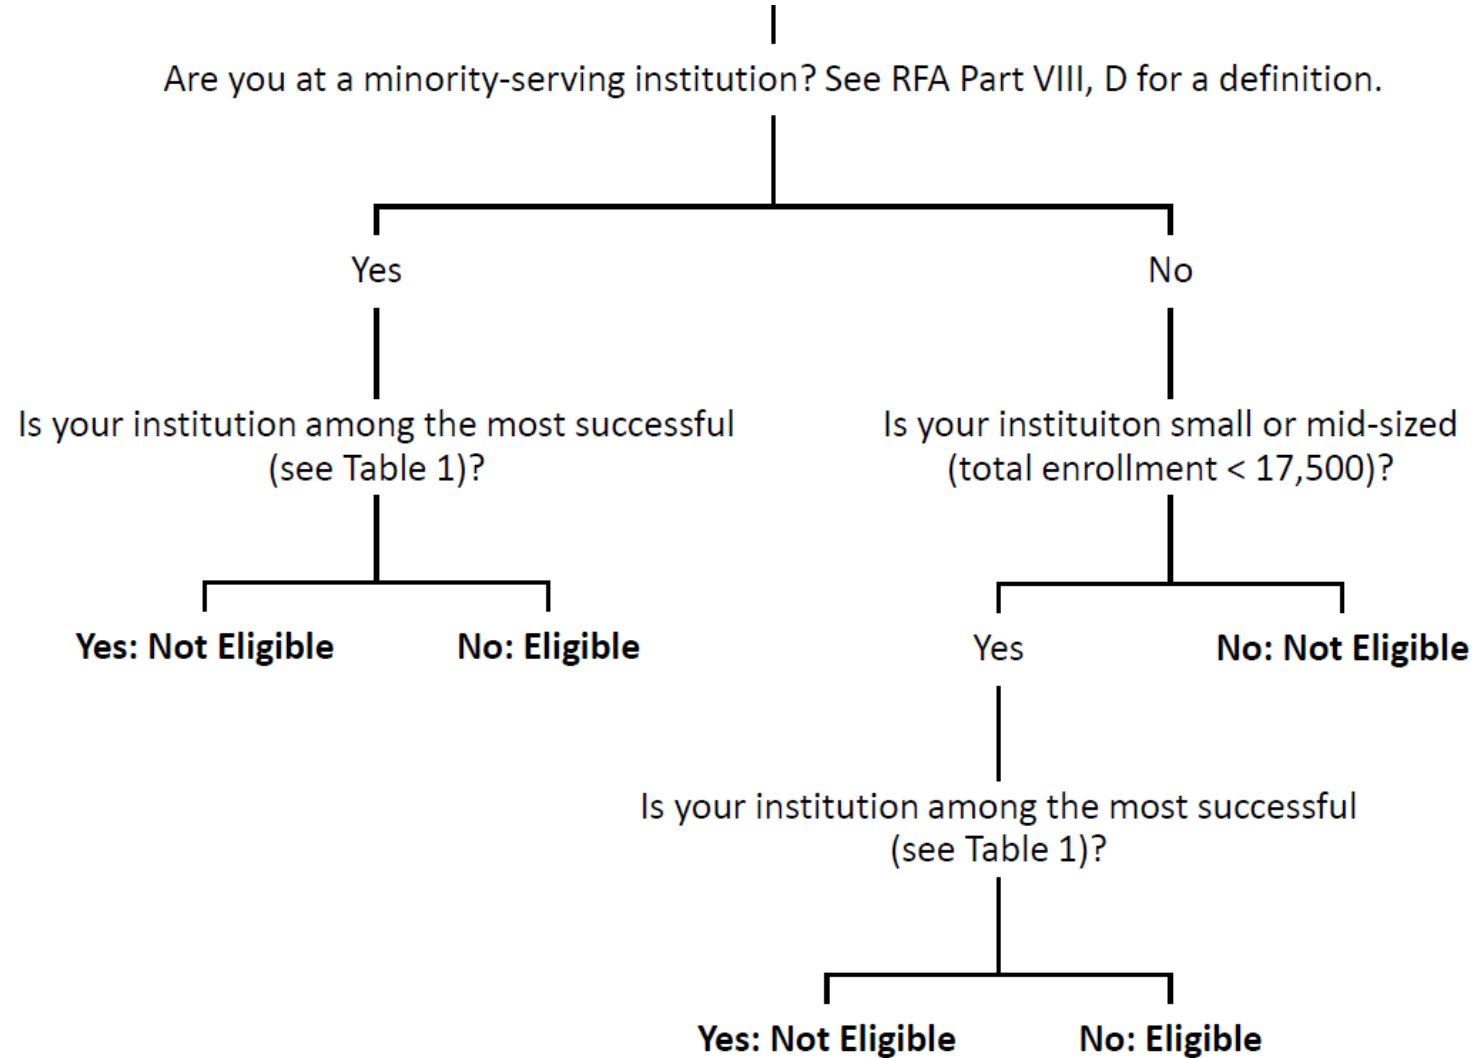 Are you at a minority-serving institution? See RFA Part VIII, D for a definition.
Yes
No
Is your institution among the most successful
(see Table 1)?
Is your instituiton small or mid-sized
(total enrollment < 17,500)?
Yes: Not Eligible
No: Eligible
Yes
No: Not Eligible
Is your institution among the most successful
(see Table 1)?
Yes: Not Eligible
No: Eligible